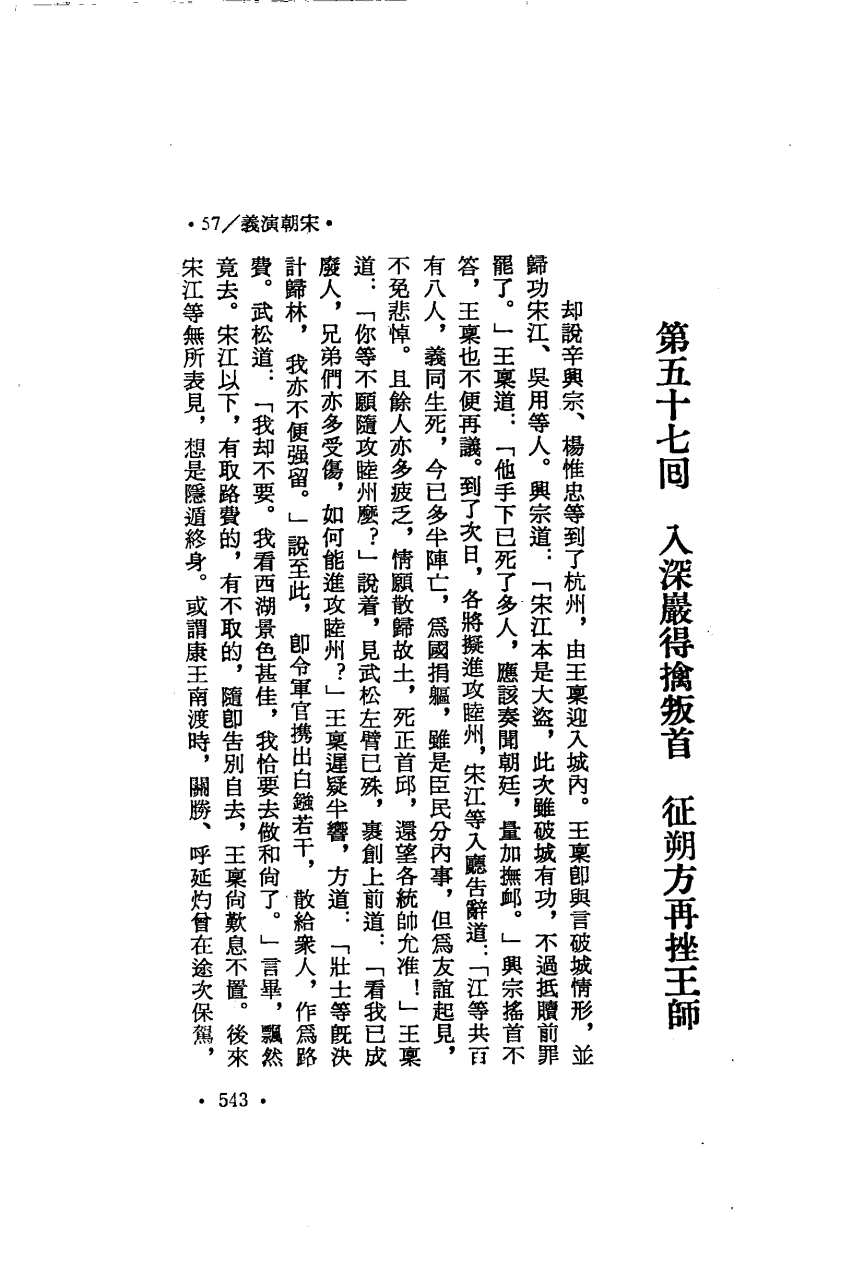 •57／義演朝宋•
第五十七回　入深巖得擒叛首　征朔方再挫王師
却說辛興宗、楊惟忠等到了杭州，由王稟迎入城內。王稟卽與言破城情形，並
歸功宋江、吳用等人。興宗道：「宋江本是大盜，此次雖破城有功，不過抵贖前罪
罷了。」王稟道：「他手下已死了多人，應該奏聞朝廷，量加撫卹。」興宗搖首不
答，王稟也不便再議。到了次日，各將擬進攻睦州，宋江等入廳告辭道：「江等共百
有八人，義同生死，今已多半陣亡，爲國捐軀，雖是臣民分內事，但爲友誼起見，
不免悲悼。且餘人亦多疲乏，情願散歸故土，死正首邱，還望各統帥允准！」王稟
道：「你等不願隨攻睦州麼？」說着，見武松左臂已殊，裹創上前道：「看我已成
廢人，兄弟們亦多受傷，如何能進攻睦州？」王稟遲疑半響，方道：「壯士等旣決
計歸林，我亦不便强留。」說至此，卽令軍官携出白鏹若干，散給衆人，作爲路
費。武松道：「我却不要。我看西湖景色甚佳，我恰要去做和尙了。」言畢，飄然
竟去。宋江以下，有取路費的，有不取的，隨卽吿別自去，王稟尙歎息不置。後來
宋江等無所表見，想是隱遁終身。或謂康王南渡時，關勝、呼延灼曾在途次保駕，
•543•